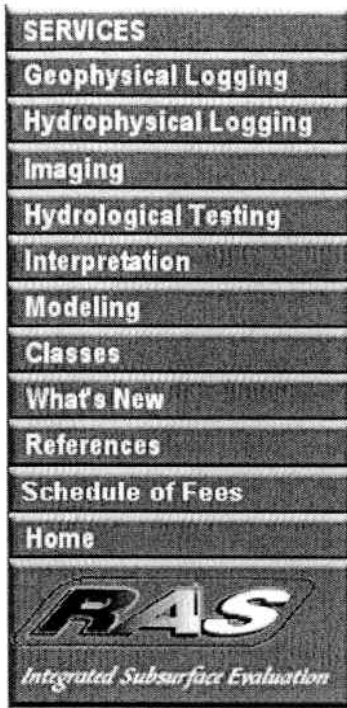 SERVICES
Geophysical Logging
Hydrophysical Logging
Imaging
Hydrological Testing
Interpretation
Modeling
Classes
What's New
References
Schedule of Fees
Home
RAS
Integrated Subsurface Evaluation